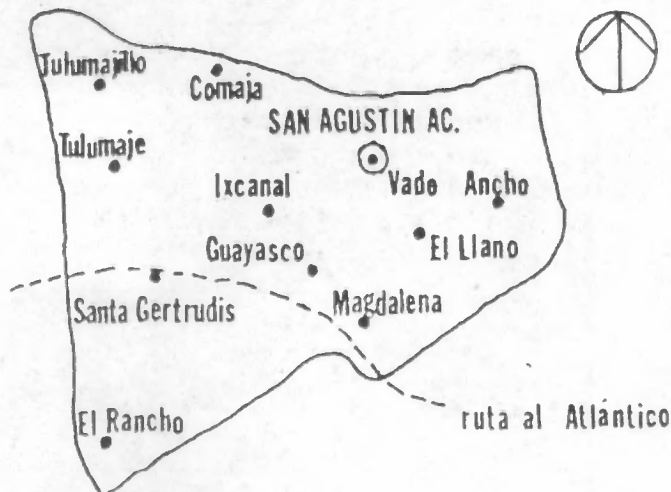 Tulumajillo
Comaja
SAN AGUSTIN AC.
Tulumaje
Ixcanal
Vado Ancho
El Llano
Guayasco
Santa Gertrudis
Magdalena
El Rancho
ruta al Atlántico